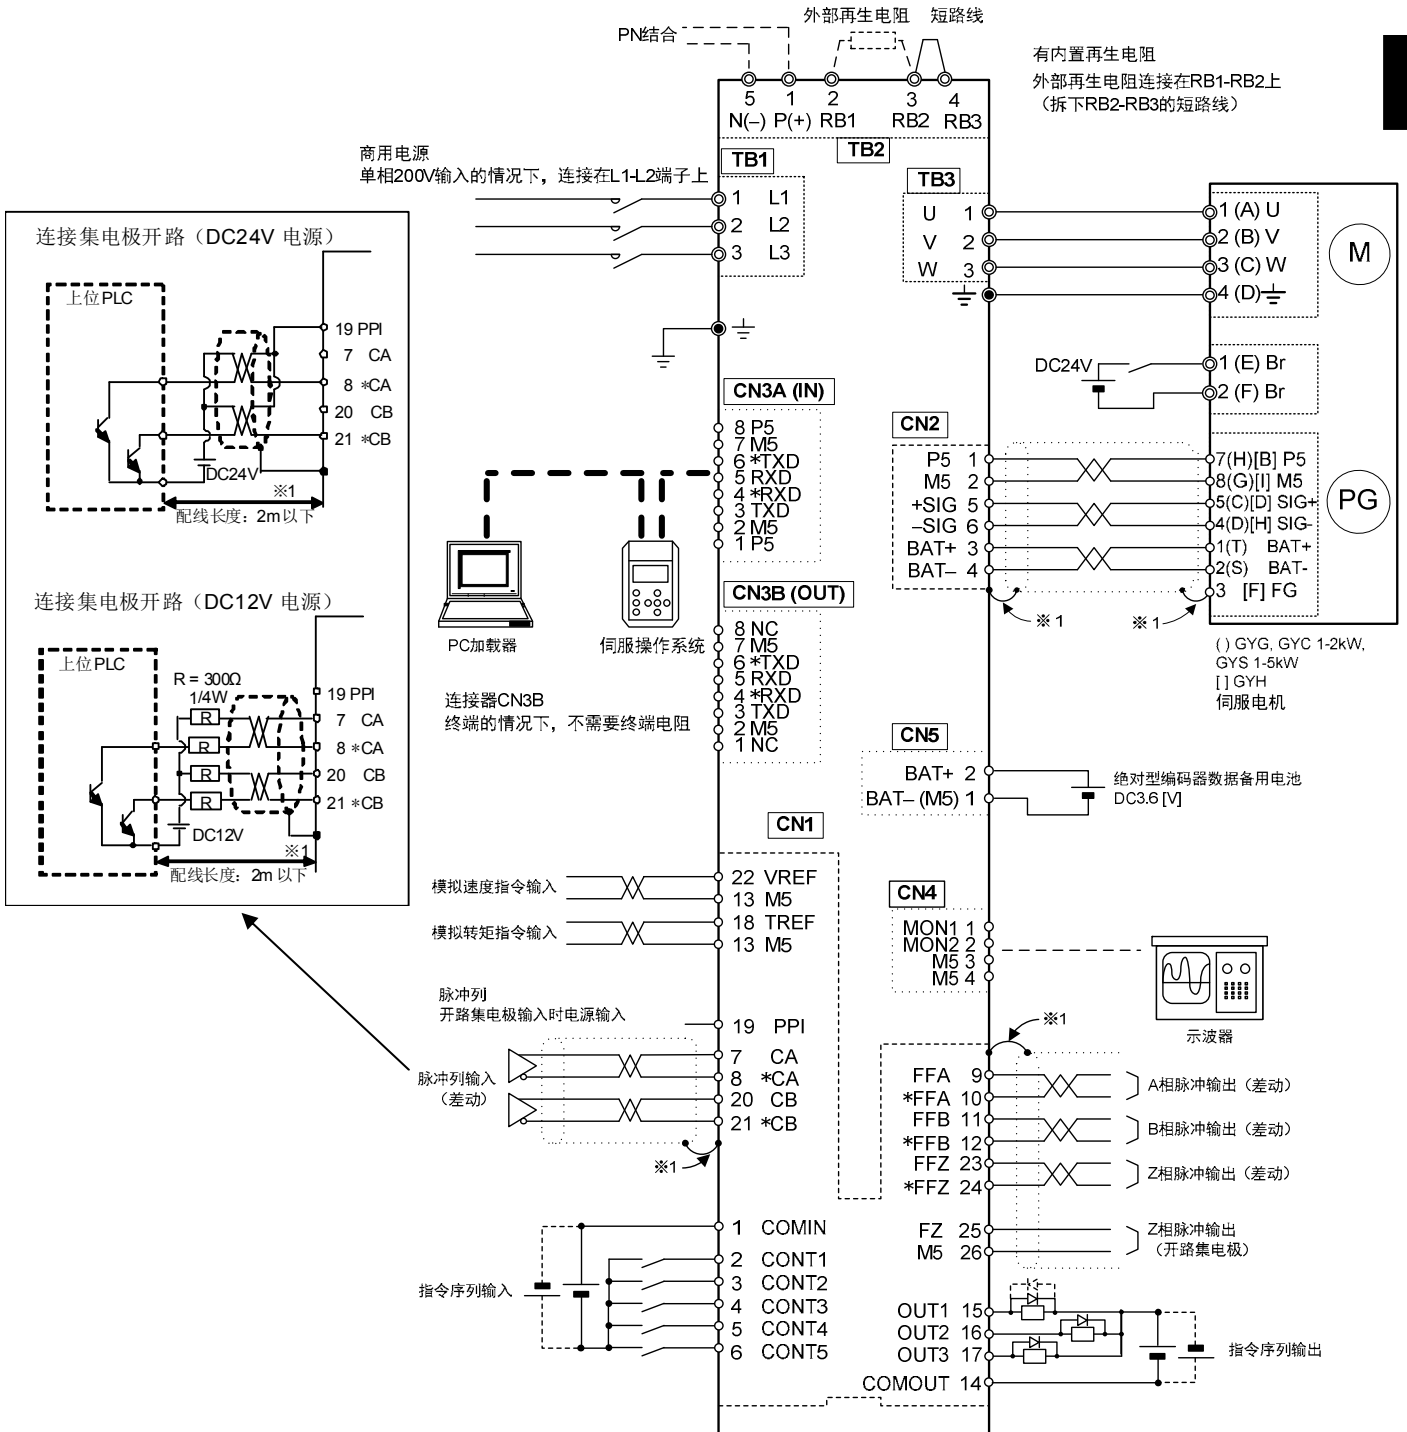 PN结合
外部再生电阻
短路线
有内置再生电阻
外部再生电阻连接在RB1-RB2上
（拆下RB2-RB3的短路线）
5 1 2 3 4
N(–) P(+) RB1 RB2 RB3
TB2
商用电源
单相200V输入的情况下，连接在L1-L2端子上
TB1
1 L1
2 L2
3 L3
TB3
U 1
V 2
W 3
1 (A) U
2 (B) V
3 (C) W
4 (D)
M
DC24V
1 (E) Br
2 (F) Br
连接集电极开路（DC24V 电源）
上位PLC
19 PPI
7 CA
8 *CA
20 CB
21 *CB
DC24V
※1
配线长度：2m以下
连接集电极开路（DC12V 电源）
上位PLC
R = 300Ω
1/4W
R
R
R
R
19 PPI
7 CA
8 *CA
20 CB
21 *CB
DC12V
※1
配线长度：2m 以下
CN3A (IN)
8 P5
7 M5
6 *TXD
5 RXD
4 *RXD
3 TXD
2 M5
1 P5
PC加载器
伺服操作系统
CN3B (OUT)
8 NC
7 M5
6 *TXD
5 RXD
4 *RXD
3 TXD
2 M5
1 NC
连接器CN3B
终端的情况下，不需要终端电阻
CN2
P5 1
M5 2
+SIG 5
–SIG 6
BAT+ 3
BAT– 4
7(H)[B] P5
8(G)[I] M5
5(C)[D] SIG+
4(D)[H] SIG-
1(T) BAT+
2(S) BAT-
3 [F] FG
PG
※1
※1
( ) GYG, GYC 1-2kW,
GYS 1-5kW
[ ] GYH
伺服电机
CN5
BAT+ 2
BAT– (M5) 1
绝对型编码器数据备用电池
DC3.6 [V]
CN1
模拟速度指令输入
22 VREF
13 M5
模拟转矩指令输入
18 TREF
13 M5
CN4
MON1 1
MON2 2
M5 3
M5 4
示波器
脉冲列
开路集电极输入时电源输入
19 PPI
脉冲列输入
（差动）
7 CA
8 *CA
20 CB
21 *CB
※1
※1
FFA 9
*FFA 10
FFB 11
*FFB 12
FFZ 23
*FFZ 24
A相脉冲输出（差动）
B相脉冲输出（差动）
Z相脉冲输出（差动）
FZ 25
M5 26
Z相脉冲输出
（开路集电极）
指令序列输入
1 COMIN
2 CONT1
3 CONT2
4 CONT3
5 CONT4
6 CONT5
OUT1 15
OUT2 16
OUT3 17
COMOUT 14
指令序列输出